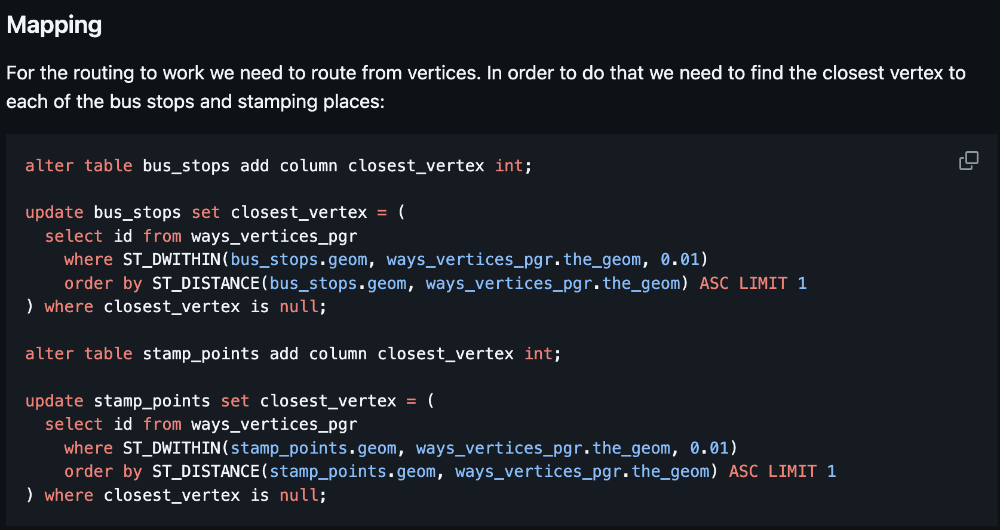 Mapping
For the routing to work we need to route from vertices. In order to do that we need to find the closest vertex to
each of the bus stops and stamping places:
alter table bus_stops add column closest_vertex int;
update bus_stops set closest_vertex = (
  select id from ways_vertices_pgr
    where ST_DWITHIN(bus_stops.geom, ways_vertices_pgr.the_geom, 0.01)
    order by ST_DISTANCE(bus_stops.geom, ways_vertices_pgr.the_geom) ASC LIMIT 1
) where closest_vertex is null;
alter table stamp_points add column closest_vertex int;
update stamp_points set closest_vertex = (
  select id from ways_vertices_pgr
    where ST_DWITHIN(stamp_points.geom, ways_vertices_pgr.the_geom, 0.01)
    order by ST_DISTANCE(stamp_points.geom, ways_vertices_pgr.the_geom) ASC LIMIT 1
) where closest_vertex is null;